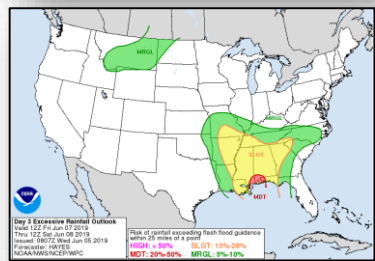 MRGL
MRGL
SLGT
MDT
NOAA
Day 3 Excessive Rainfall Outlook
Valid 12Z Fri Jun 07 2019
Thru 12Z Sat Jun 08 2019
Issued: 0807Z Wed Jun 05 2019
Forecaster: HAYES
NOAA/NWS/NCEP/WPC
Risk of rainfall exceeding flash flood guidance
within 25 miles of a point
HIGH: > 50% SLGT: 10%-20%
MDT: 20%-50% MRGL: 5%-10%